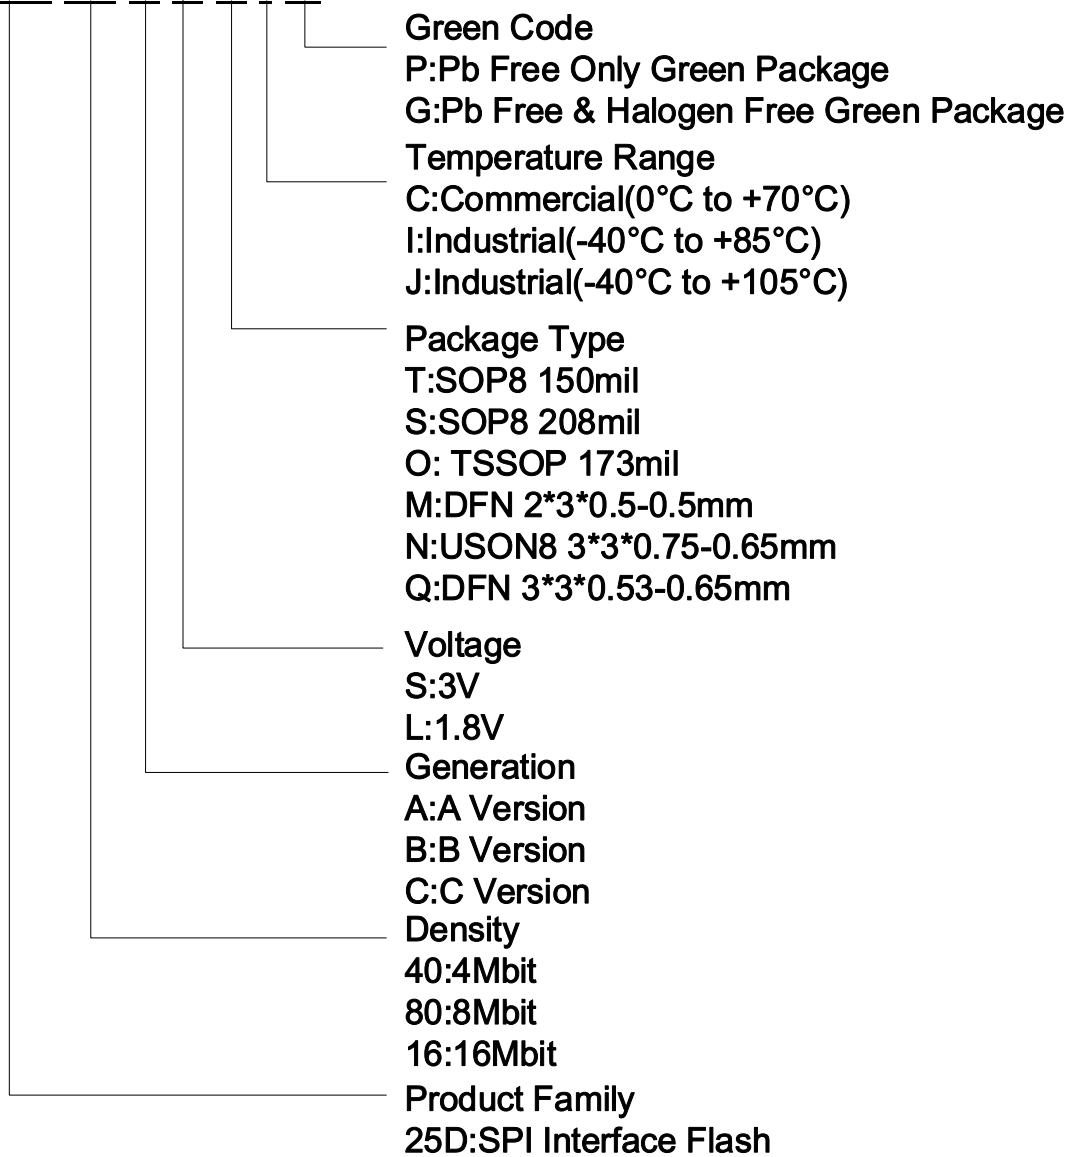 Green Code
P:Pb Free Only Green Package
G:Pb Free & Halogen Free Green Package
Temperature Range
C:Commercial(0°C to +70°C)
I:Industrial(-40°C to +85°C)
J:Industrial(-40°C to +105°C)
Package Type
T:SOP8 150mil
S:SOP8 208mil
O: TSSOP 173mil
M:DFN 2*3*0.5-0.5mm
N:USON8 3*3*0.75-0.65mm
Q:DFN 3*3*0.53-0.65mm
Voltage
S:3V
L:1.8V
Generation
A:A Version
B:B Version
C:C Version
Density
40:4Mbit
80:8Mbit
16:16Mbit
Product Family
25D:SPI Interface Flash